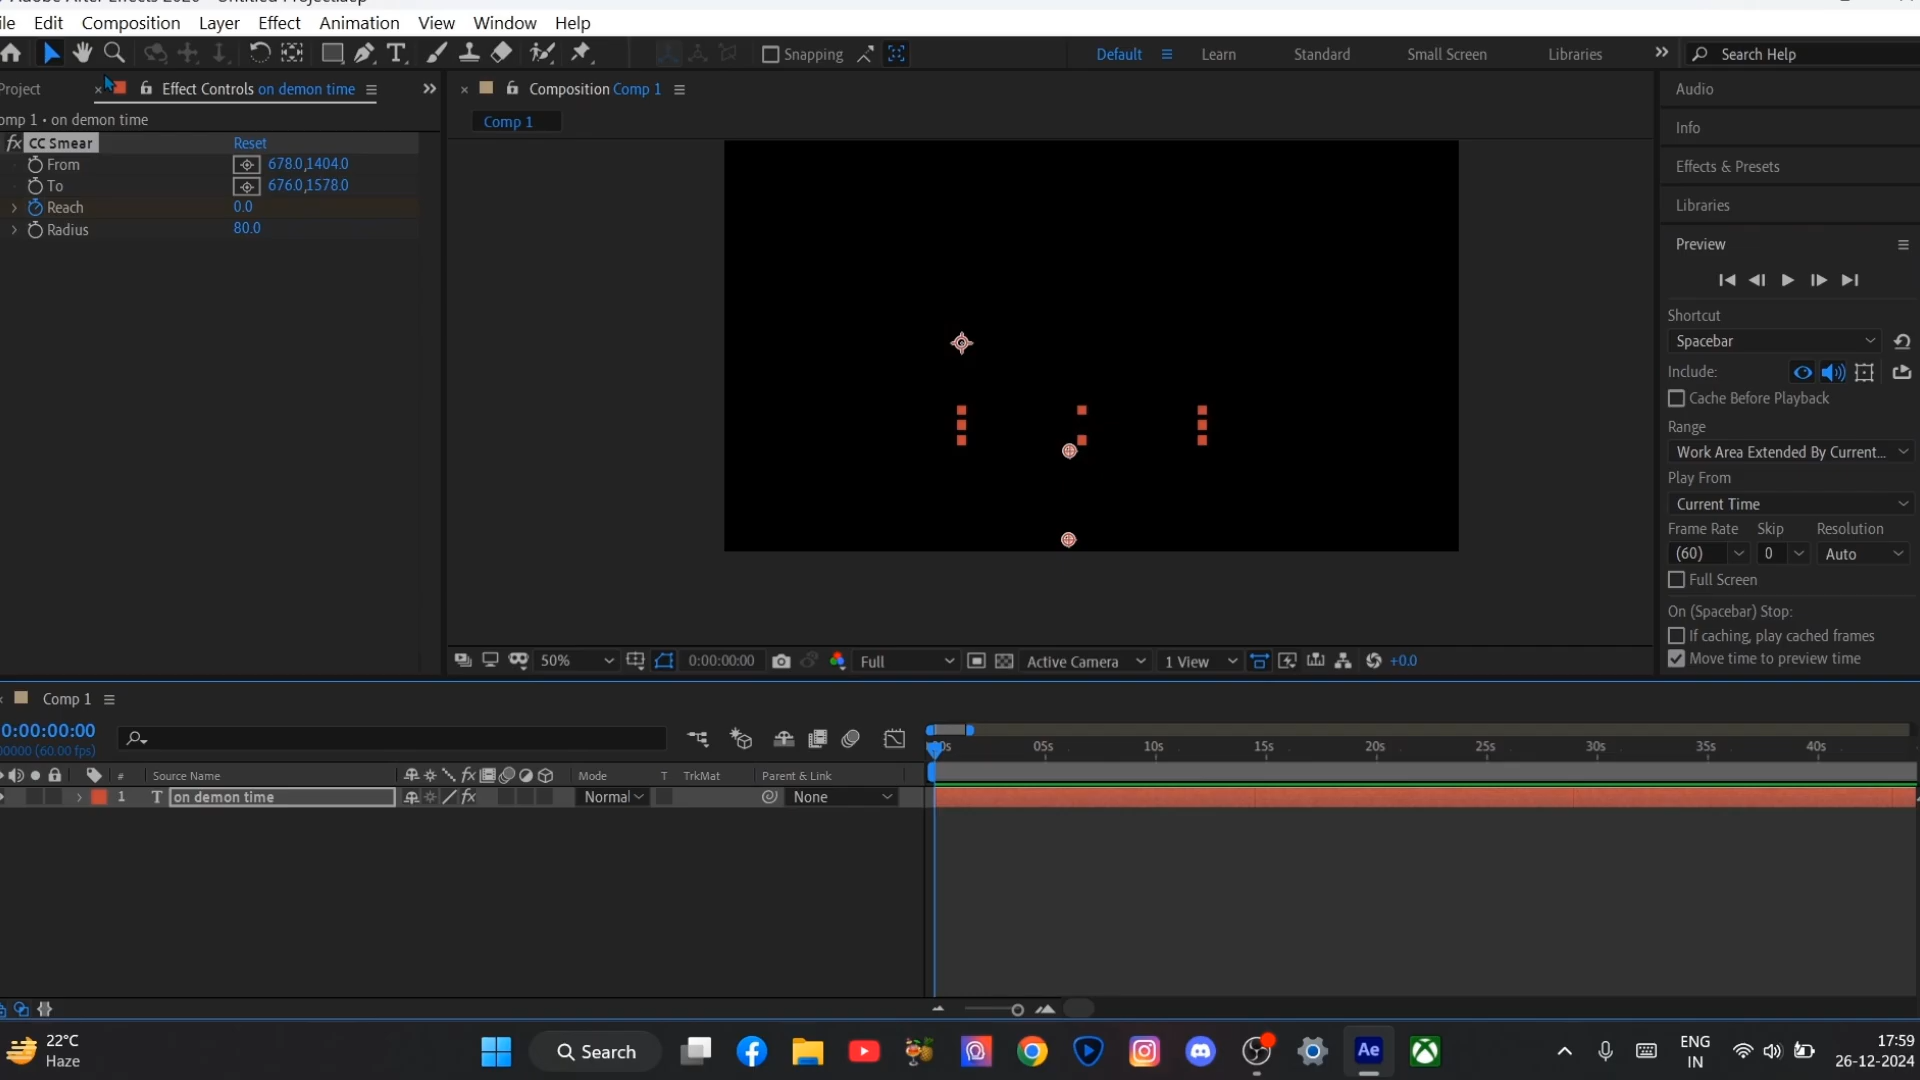 Edit Composition Layer Effect Animation View Window Help
Snapping
Default
Learn
Standard
Small Screen
Libraries
Search Help
Project
Effect Controls on demon time
Composition Comp 1
Comp 1
omp 1 • on demon time
fx CC Smear Reset
From 678.0,1404.0
To 676.0,1578.0
Reach 0.0
Radius 80.0
Audio
Info
Effects & Presets
Libraries
Preview
Shortcut
Spacebar
Include:
Cache Before Playback
Range
Work Area Extended By Current...
Play From
Current Time
Frame Rate Skip Resolution
(60) 0 Auto
Full Screen
On (Spacebar) Stop:
If caching, play cached frames
Move time to preview time
50% 0:00:00:00 Full Active Camera 1 View +0.0
Comp 1
0:00:00:00
00000 (60.00 fps)
05s 10s 15s 20s 25s 30s 35s 40s
# Source Name fx Mode T TrkMat Parent & Link
1 T on demon time fx Normal None
22°C
Haze
Search
Ae
ENG
IN
17:59
26-12-2024